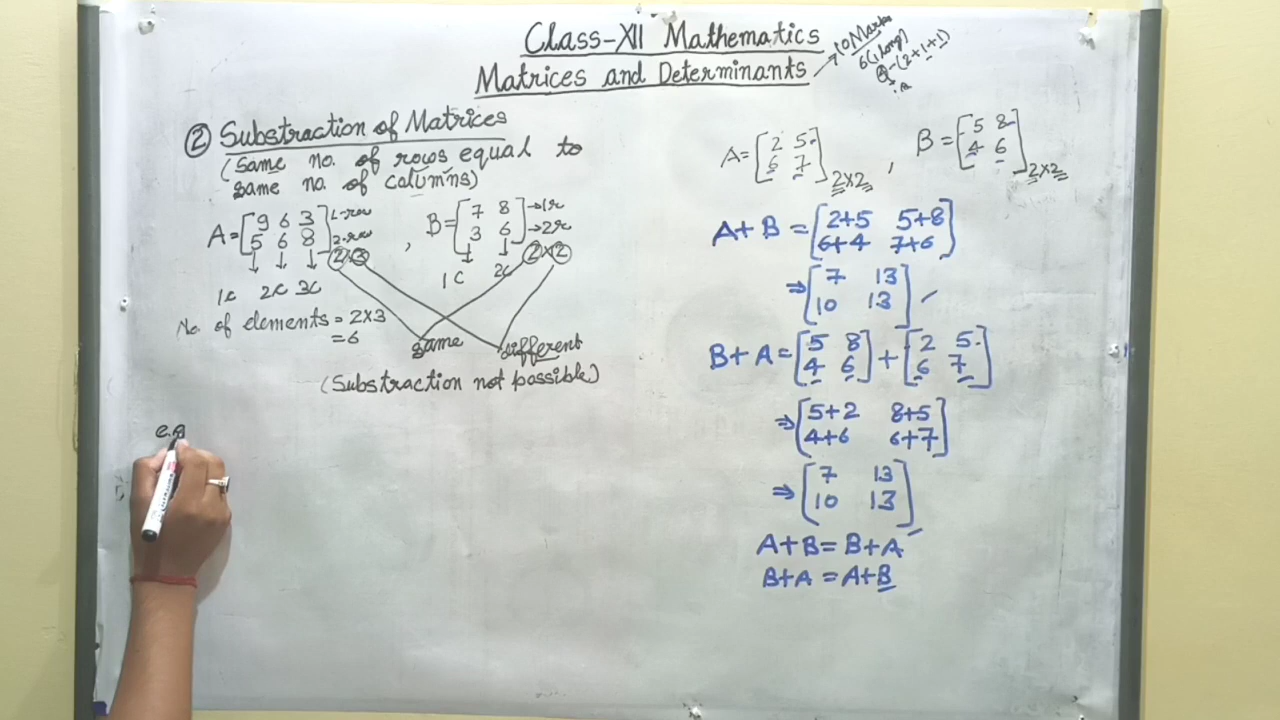 Class-XII Mathematics
Matrices and Determinants
→10 Marks
6(1 long)
4-(2+1+1)
② Substraction of Matrices
(Same no. of rows equal to
same no. of columns)
A=[9 6 3] 1-row
[5 6 8] 2-row
2×3
1C 2C 3C
, B=[7 8]→1r
[3 6]→2r
2×2
1C 2C
No. of elements = 2×3
=6
same
different
(Substraction not possible)
e.g
A=[2 5]
[6 7] 2×2
, B=[5 8]
[4 6] 2×2
A+B=[2+5 5+8]
[6+4 7+6]
⇒[7 13]
[10 13]
B+A=[5 8]+[2 5]
[4 6] [6 7]
⇒[5+2 8+5]
[4+6 6+7]
⇒[7 13]
[10 13]
A+B=B+A
B+A=A+B